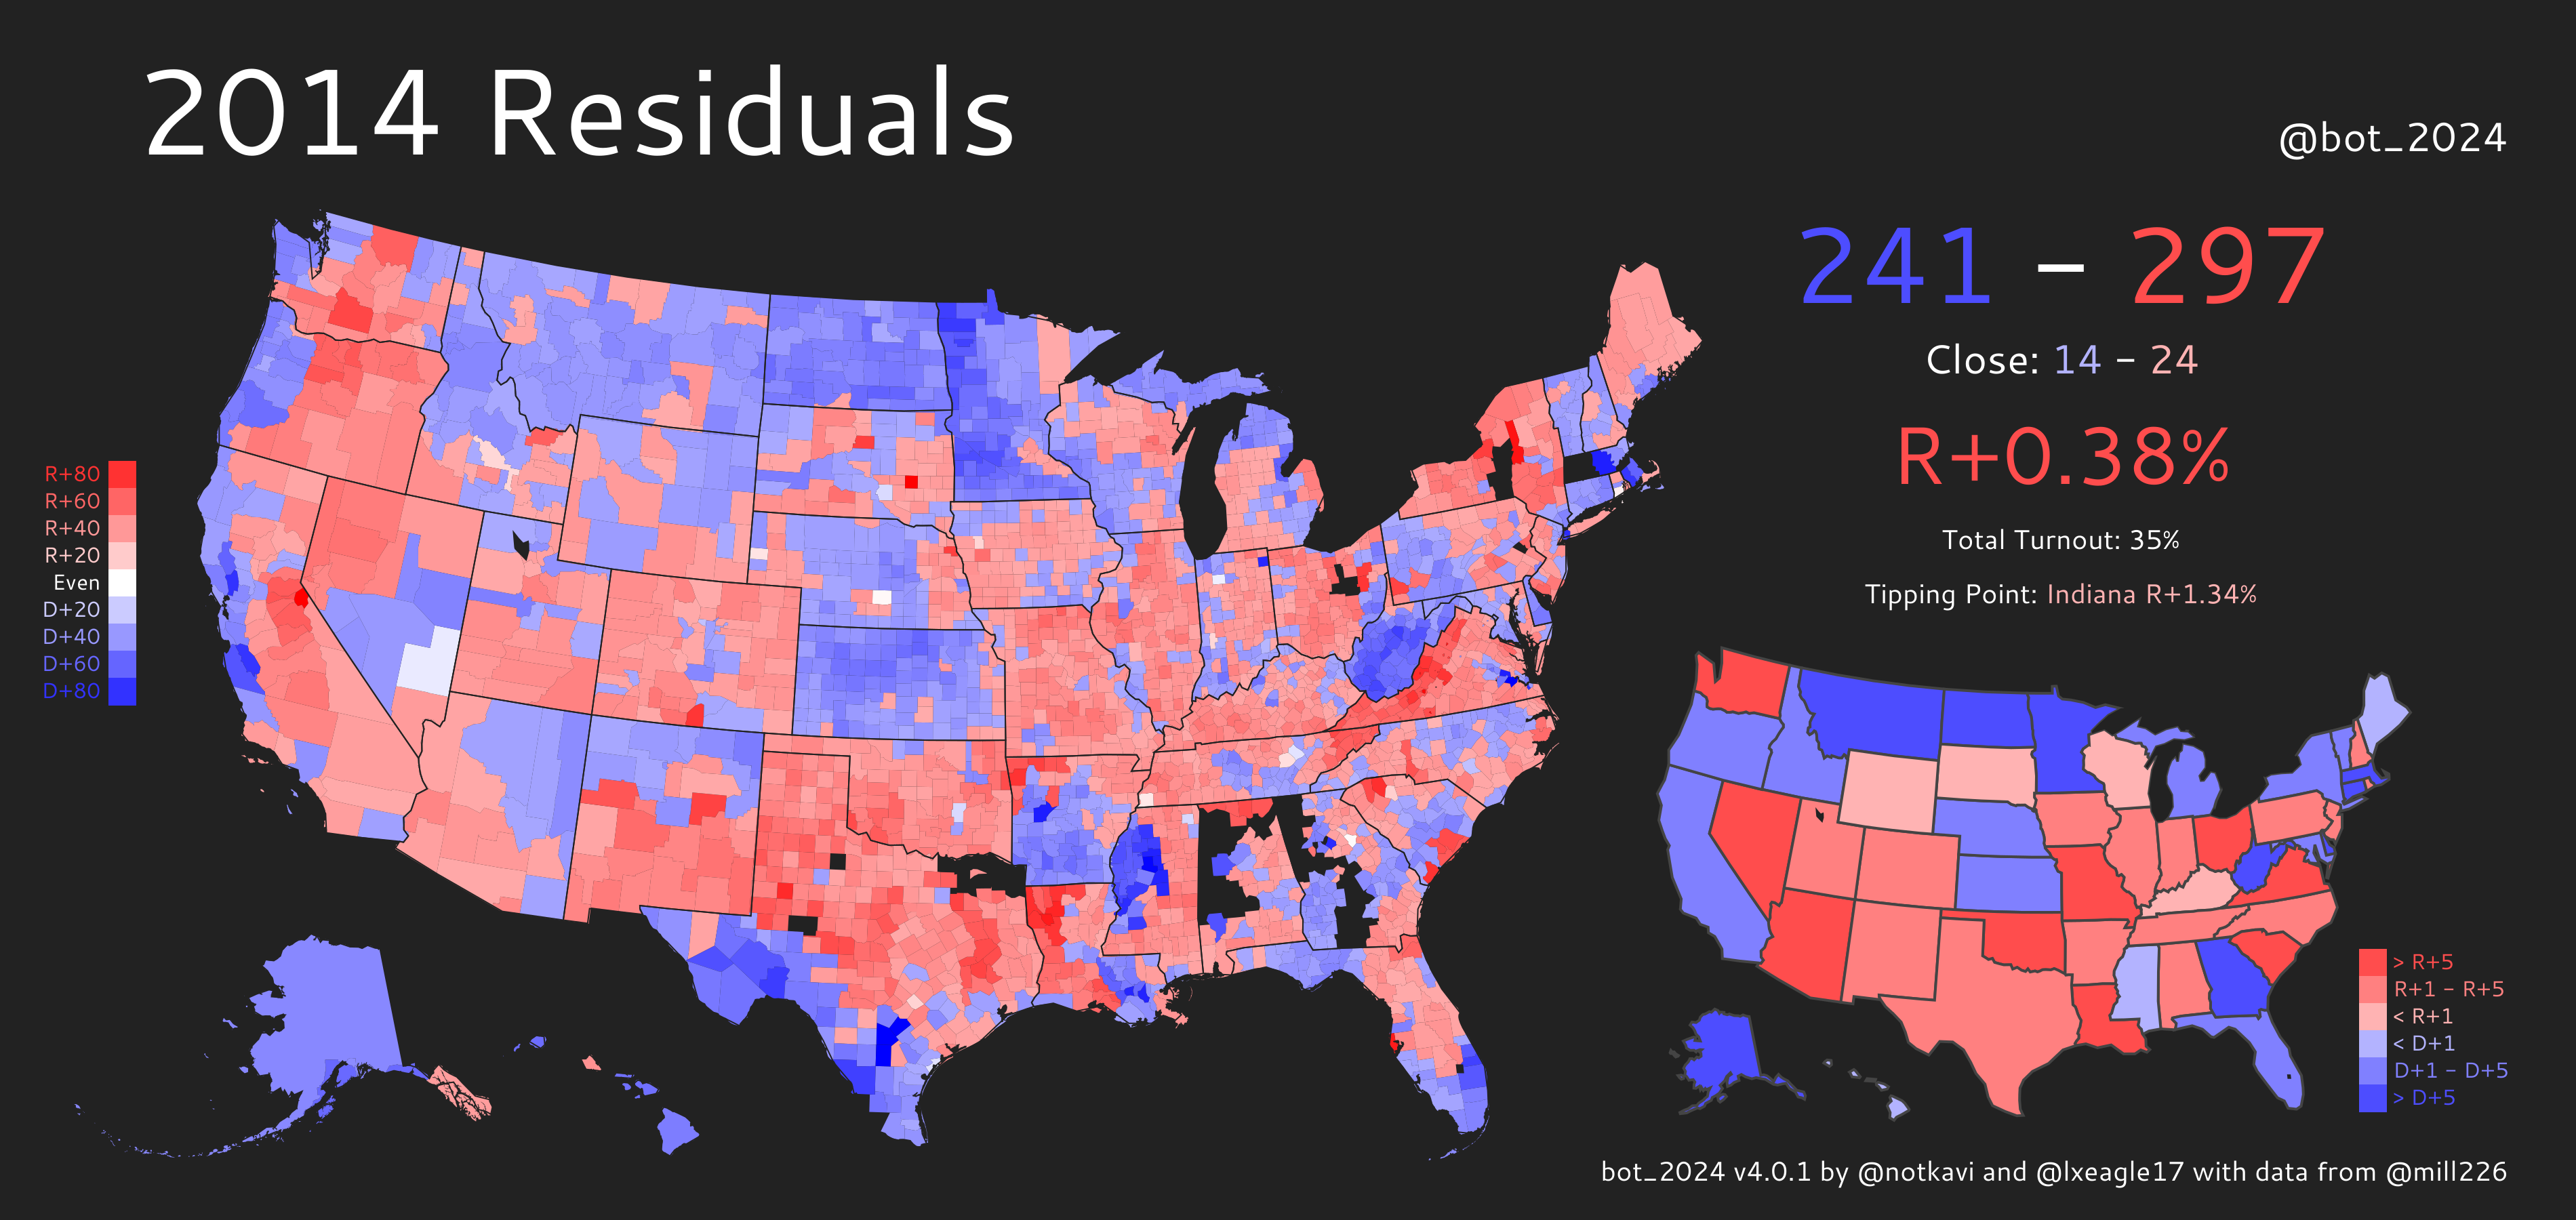 2014 Residuals
@bot_2024
241 – 297
Close: 14 – 24
R+0.38%
Total Turnout: 35%
Tipping Point: Indiana R+1.34%
R+80
R+60
R+40
R+20
Even
D+20
D+40
D+60
D+80
> R+5
R+1 – R+5
< R+1
< D+1
D+1 – D+5
> D+5
bot_2024 v4.0.1 by @notkavi and @lxeagle17 with data from @mill226